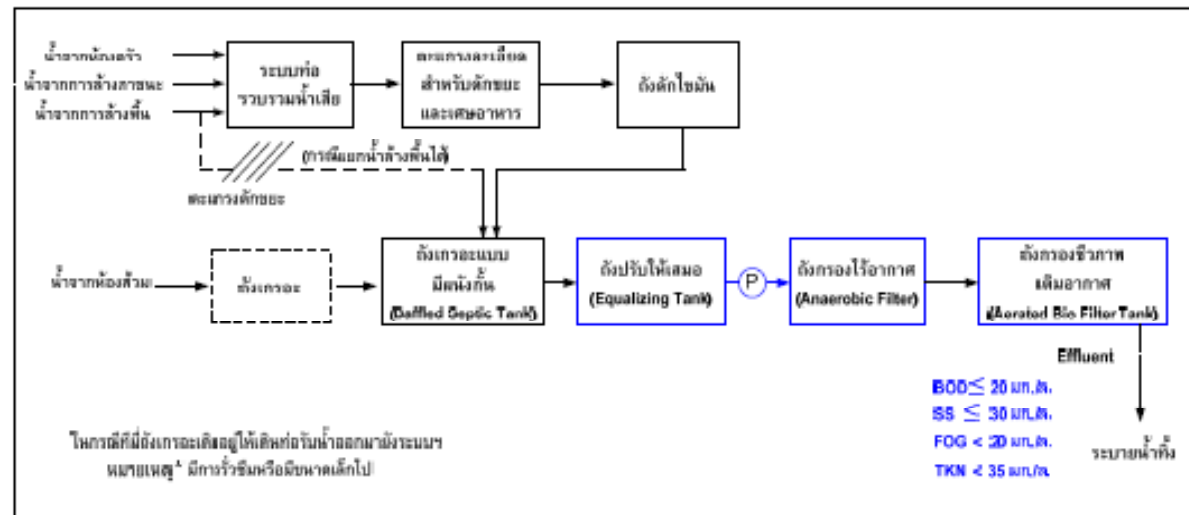 น้ำจากห้องครัว
น้ำจากการล้างภาชนะ
น้ำจากการล้างพื้น
ระบบท่อ
รวบรวมน้ำเสีย
ตะแกรงละเอียด
สำหรับดักขยะ
และเศษอาหาร
ถังดักไขมัน
(กรณีแยกน้ำล้างพื้นได้)
ตะแกรงดักขยะ
น้ำจากห้องส้วม
ถังเกรอะ
ถังเกรอะแบบ
มีผนังกั้น
(Baffled Septic Tank)
ถังปรับให้เสมอ
(Equalizing Tank)
P
ถังกรองไร้อากาศ
(Anaerobic Filter)
ถังกรองชีวภาพ
เติมอากาศ
(Aerated Bio Filter Tank)
Effluent
BOD ≤ 20 มก./ล.
SS ≤ 30 มก./ล.
FOG < 20 มก./ล.
TKN < 35 มก./ล.
ระบายน้ำทิ้ง
ในกรณีที่มีถังเกรอะเดิมอยู่ให้เดินท่อรับน้ำออกมายังระบบฯ
หมายเหตุ* มีการรั่วซึมหรือมีขนาดเล็กไป